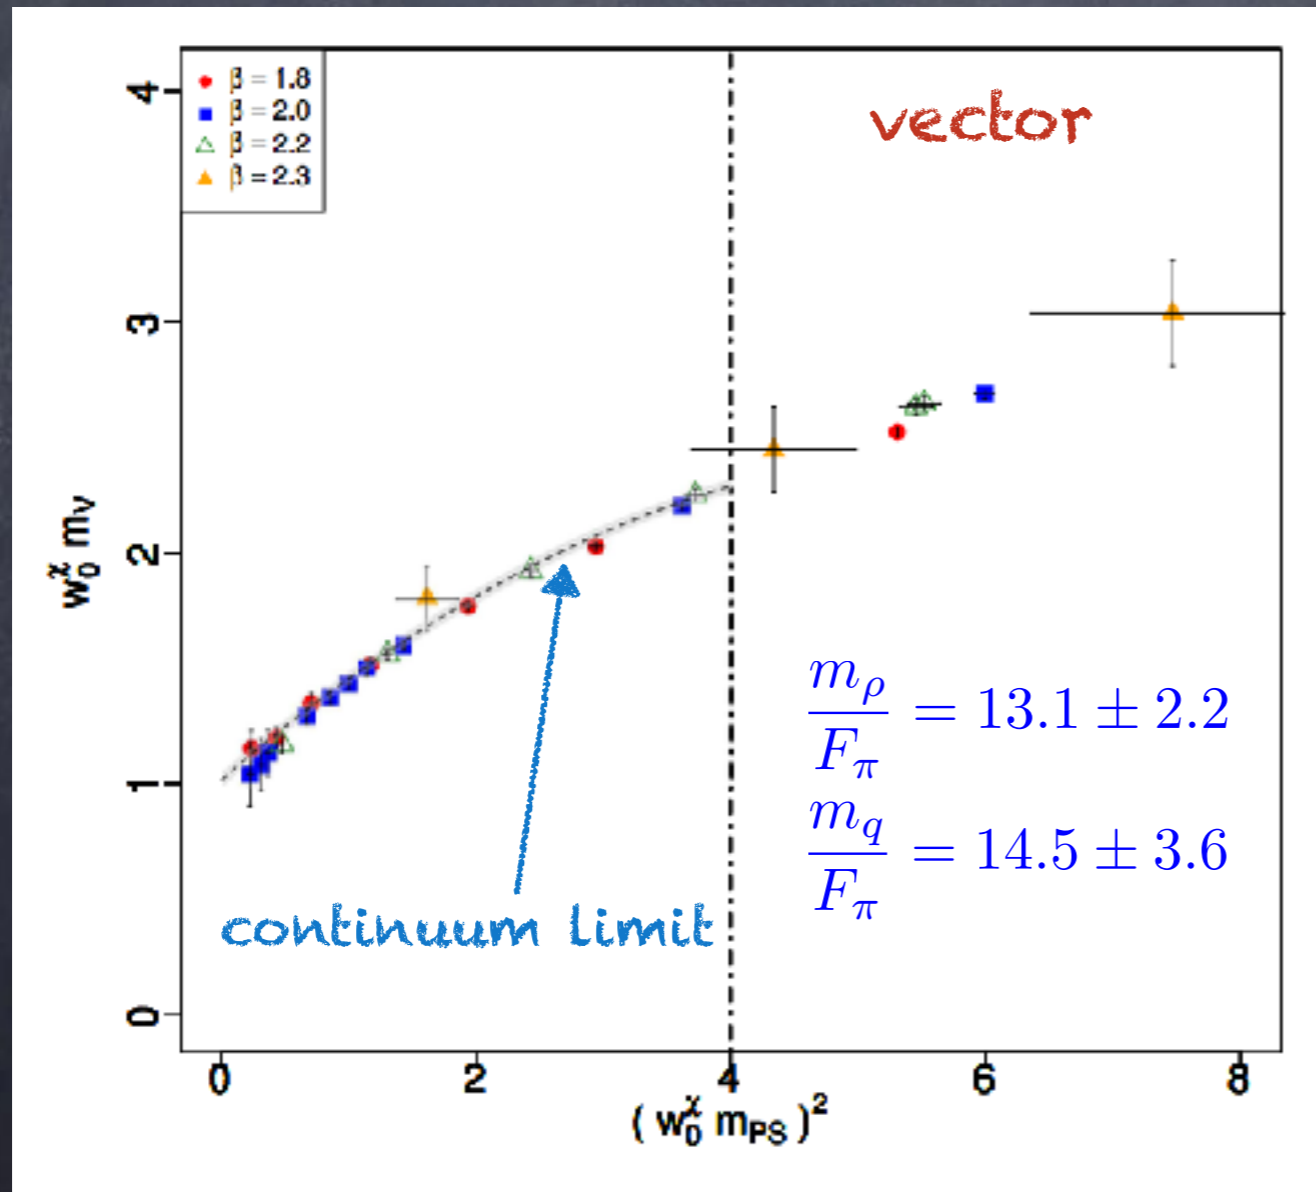 β = 1.8
β = 2.0
β = 2.2
β = 2.3
vector
4
3
2
1
0
w₀^χ m_V
m_ρ/F_π = 13.1 ± 2.2
m_q/F_π = 14.5 ± 3.6
continuum limit
0 2 4 6 8
( w₀^χ m_PS )²